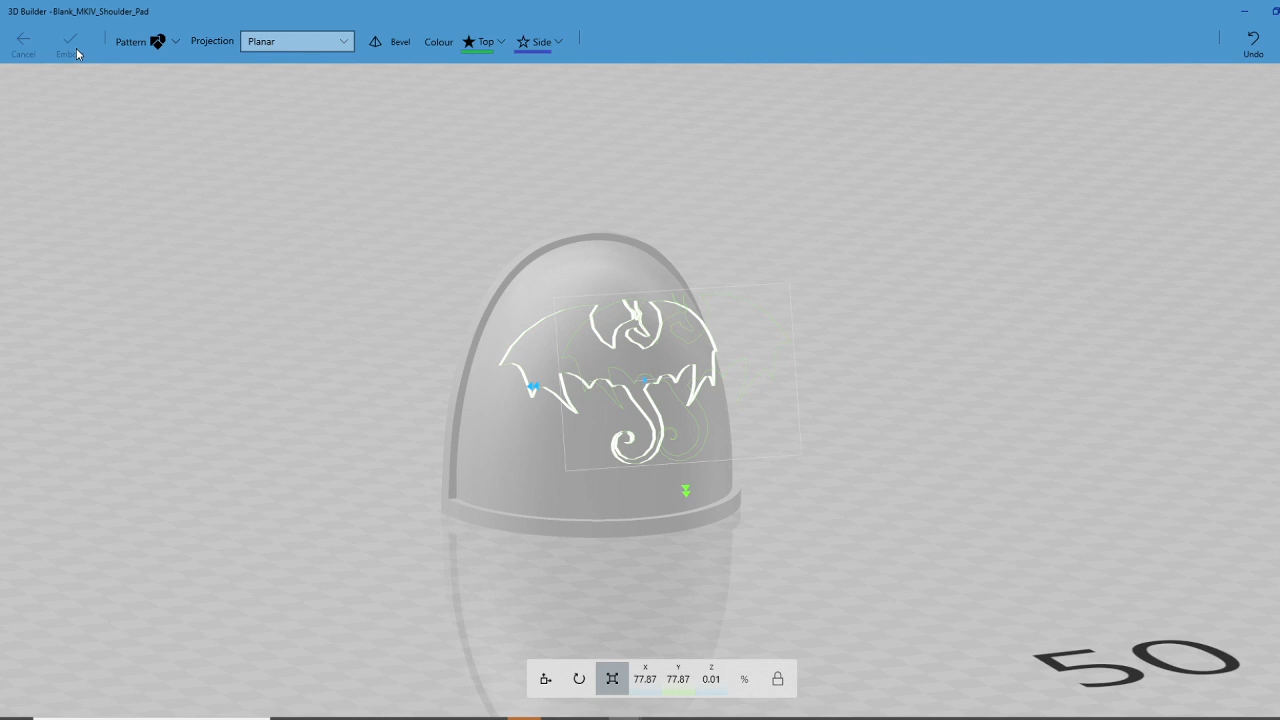 3D Builder - Blank_MKIV_Shoulder_Pad
Pattern Projection Planar Bevel Colour Top Side
Cancel Undo
X Y Z
77.87 77.87 0.01 %
50